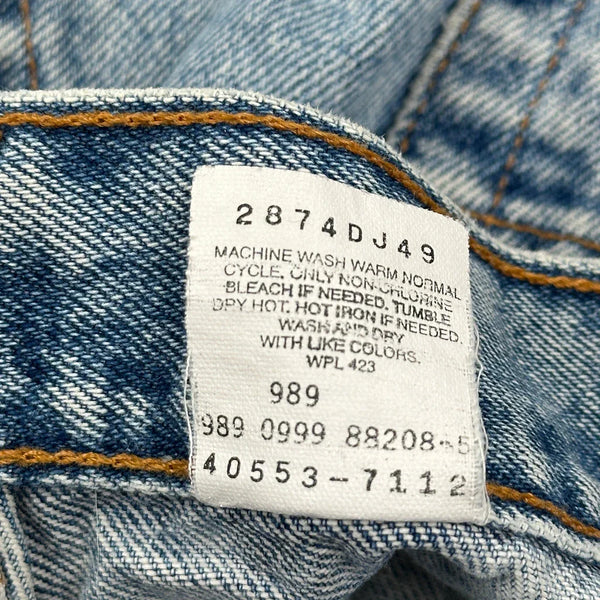 2874DJ49
MACHINE WASH WARM NORMAL
CYCLE. ONLY NON-CHLORINE
BLEACH IF NEEDED. TUMBLE
DRY HOT. HOT IRON IF NEEDED.
WASH AND DRY
WITH LIKE COLORS.
WPL 423
989
989 0999 88208-5
40553-7112